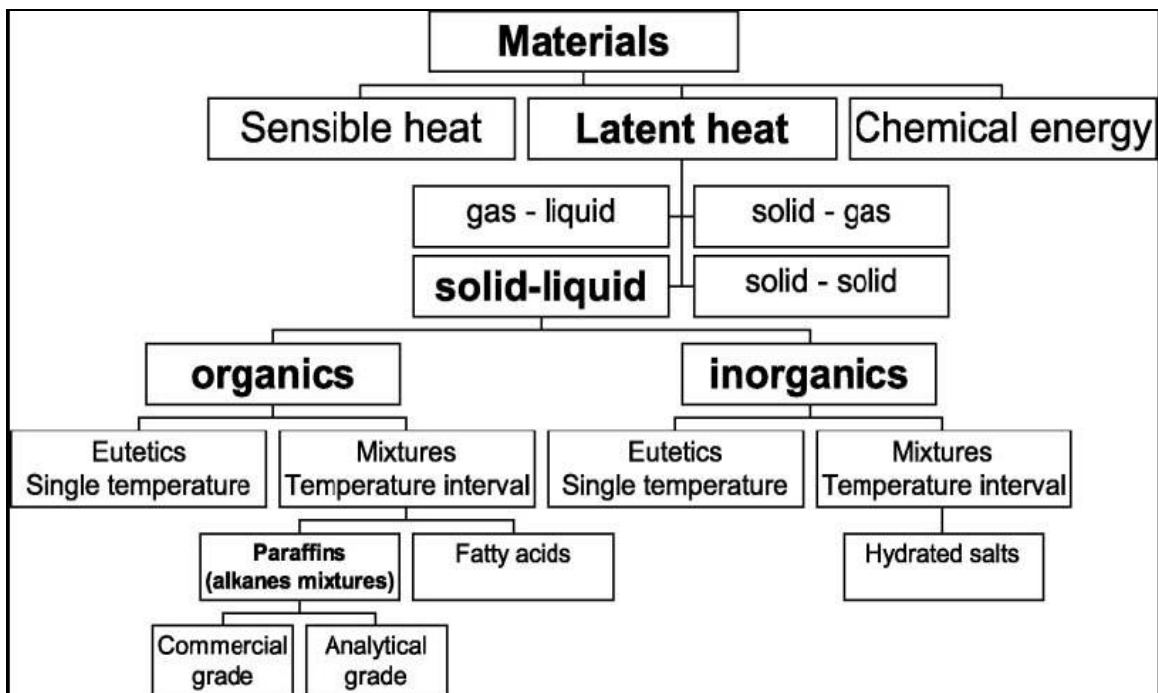 Materials
Sensible heat
Latent heat
Chemical energy
gas - liquid
solid - gas
solid-liquid
solid - solid
organics
inorganics
Eutetics
Single temperature
Mixtures
Temperature interval
Eutetics
Single temperature
Mixtures
Temperature interval
Paraffins
(alkanes mixtures)
Fatty acids
Hydrated salts
Commercial
grade
Analytical
grade